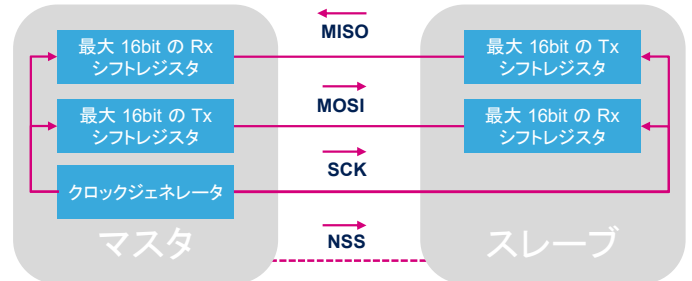 MISO
最大 16bit の Rx
シフトレジスタ
最大 16bit の Tx
シフトレジスタ
MOSI
最大 16bit の Tx
シフトレジスタ
最大 16bit の Rx
シフトレジスタ
SCK
クロックジェネレータ
マスタ
NSS
スレーブ